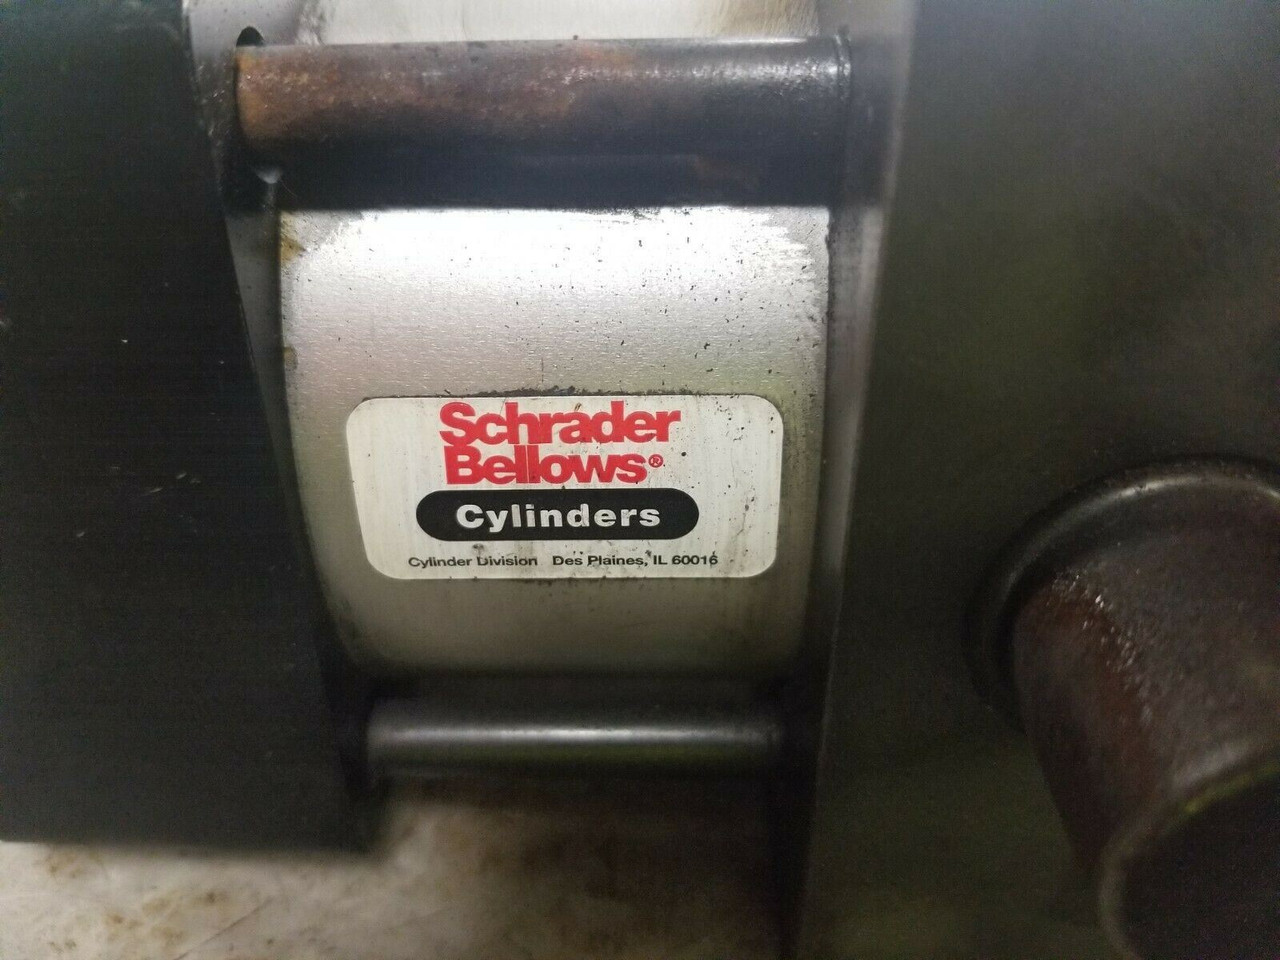 Schrader
Bellows®
Cylinders
Cylinder Division Des Plaines, IL 60016